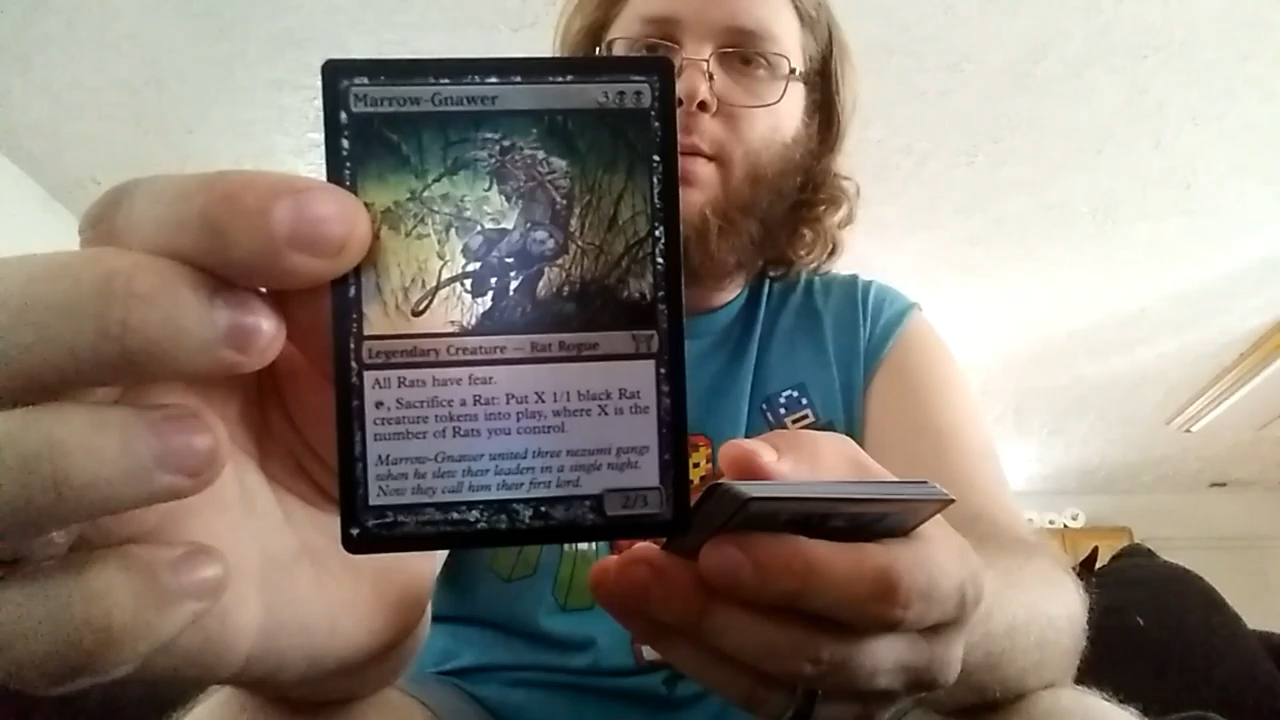 Marrow-Gnawer 3
Legendary Creature — Rat Rogue
All Rats have fear.
, Sacrifice a Rat: Put X 1/1 black Rat
creature tokens into play, where X is the
number of Rats you control.
Marrow-Gnawer united three nezumi gangs
when he slew their leaders in a single night.
Now they call him their first lord.
2/3